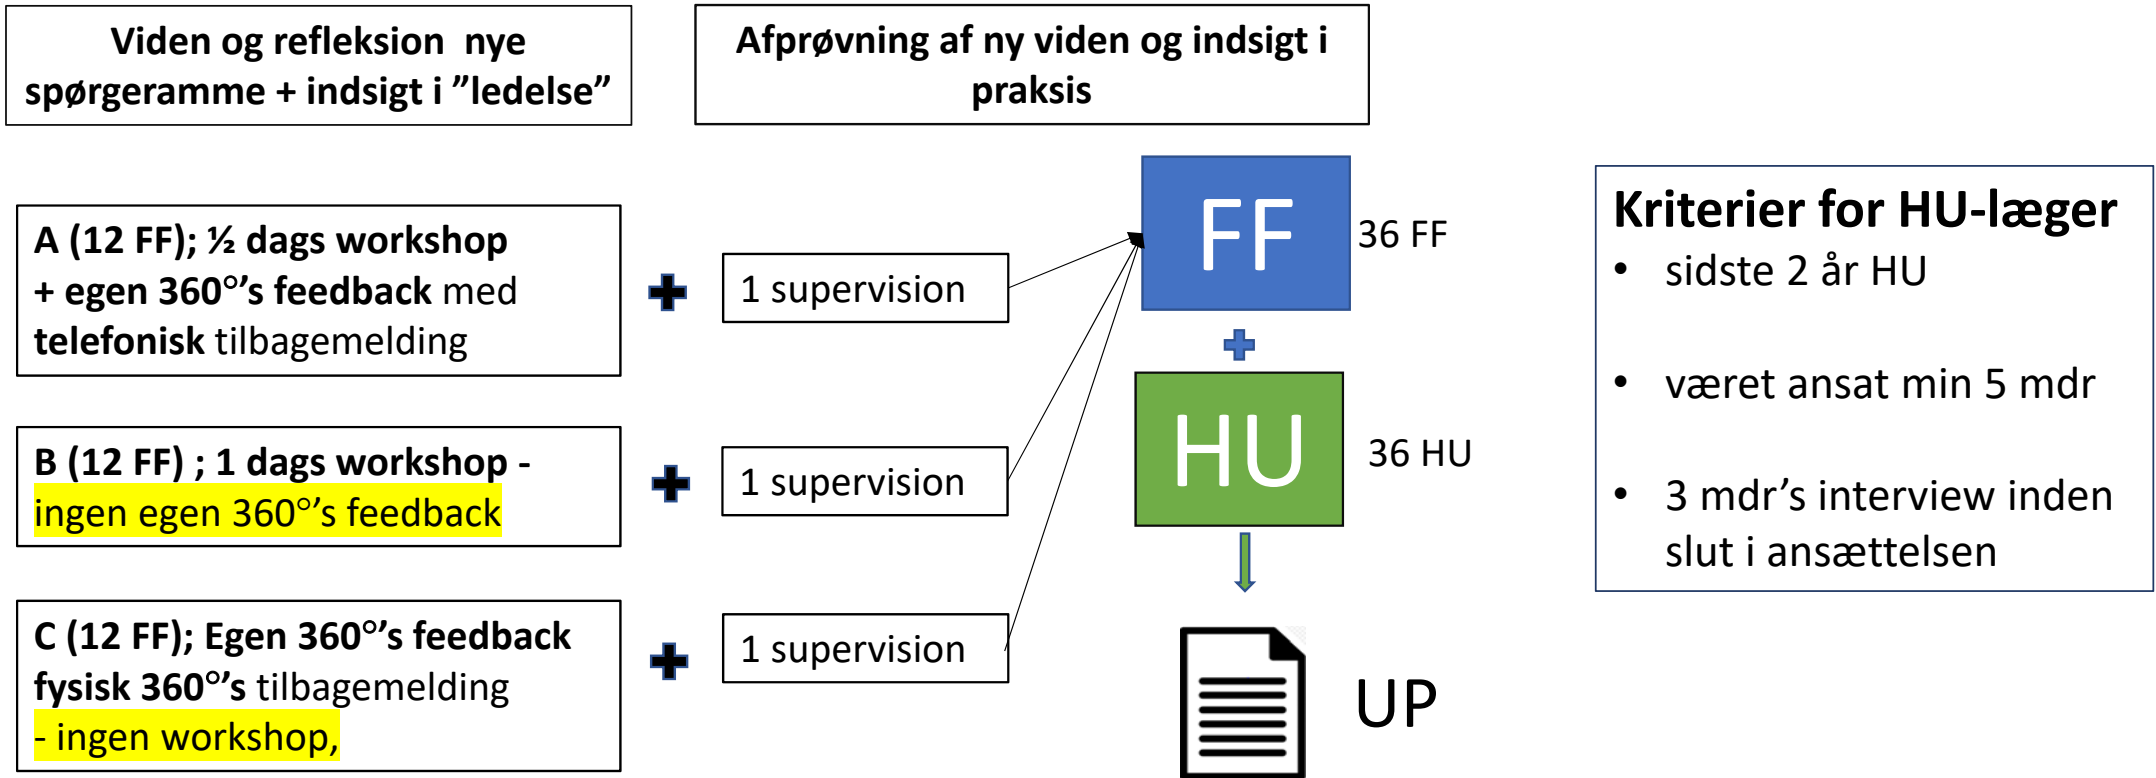 Viden og refleksion nye
spørgeramme + indsigt i ”ledelse”
Afprøvning af ny viden og indsigt i
praksis
A (12 FF); ½ dags workshop
+ egen 360°’s feedback med
telefonisk tilbagemelding
1 supervision
B (12 FF) ; 1 dags workshop -
ingen egen 360°’s feedback
1 supervision
C (12 FF); Egen 360°’s feedback
fysisk 360°’s tilbagemelding
- ingen workshop,
1 supervision
FF
36 FF
HU
36 HU
UP
Kriterier for HU-læger
• sidste 2 år HU
• været ansat min 5 mdr
• 3 mdr’s interview inden
slut i ansættelsen